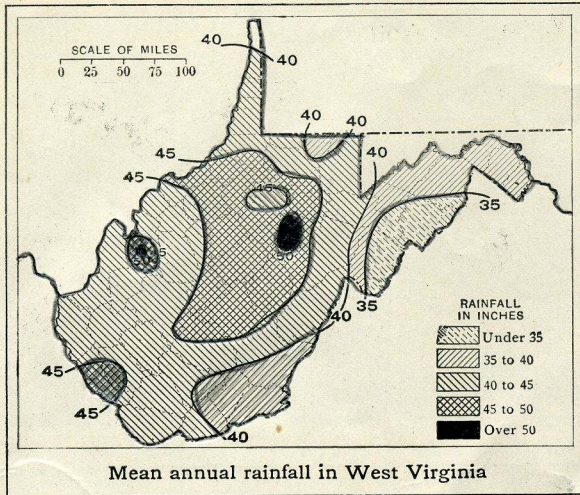 SCALE OF MILES
0 25 50 75 100
40
40
40
40
45
40
45
45
35
50
35
40
45
45
40
RAINFALL
IN INCHES
Under 35
35 to 40
40 to 45
45 to 50
Over 50
Mean annual rainfall in West Virginia